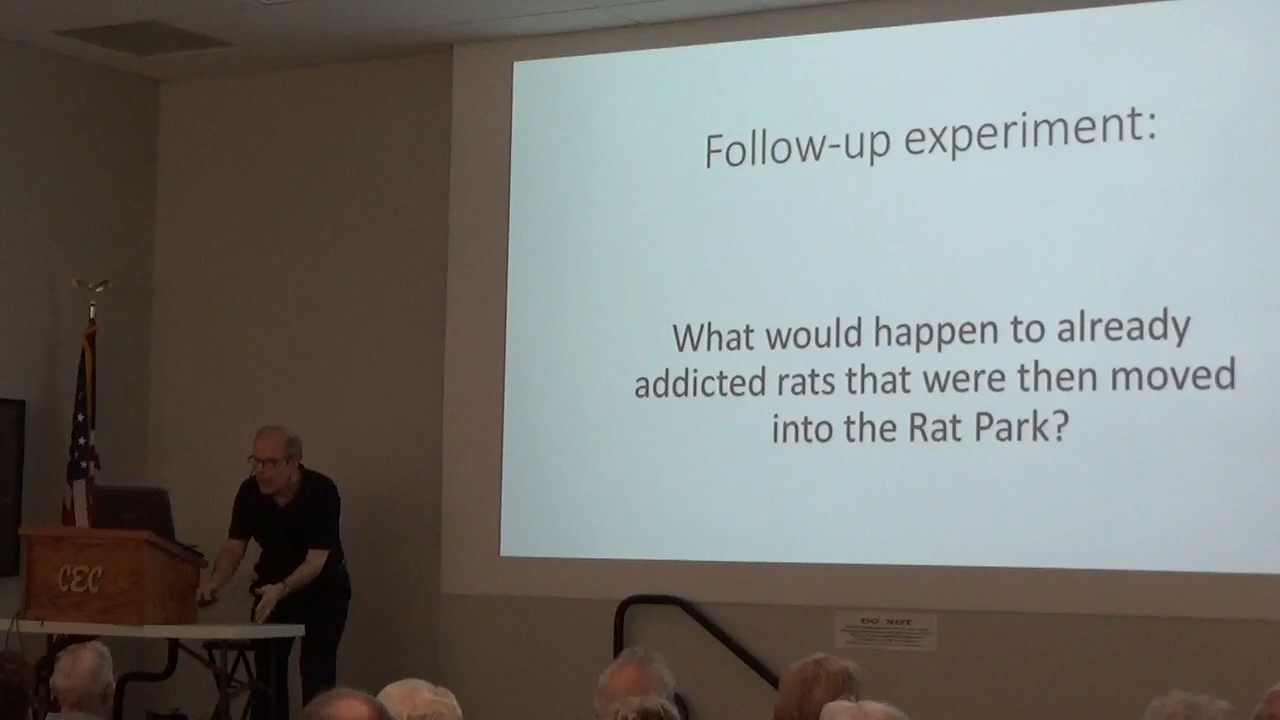 Follow-up experiment:
What would happen to already
addicted rats that were then moved
into the Rat Park?
CEC
DO NOT